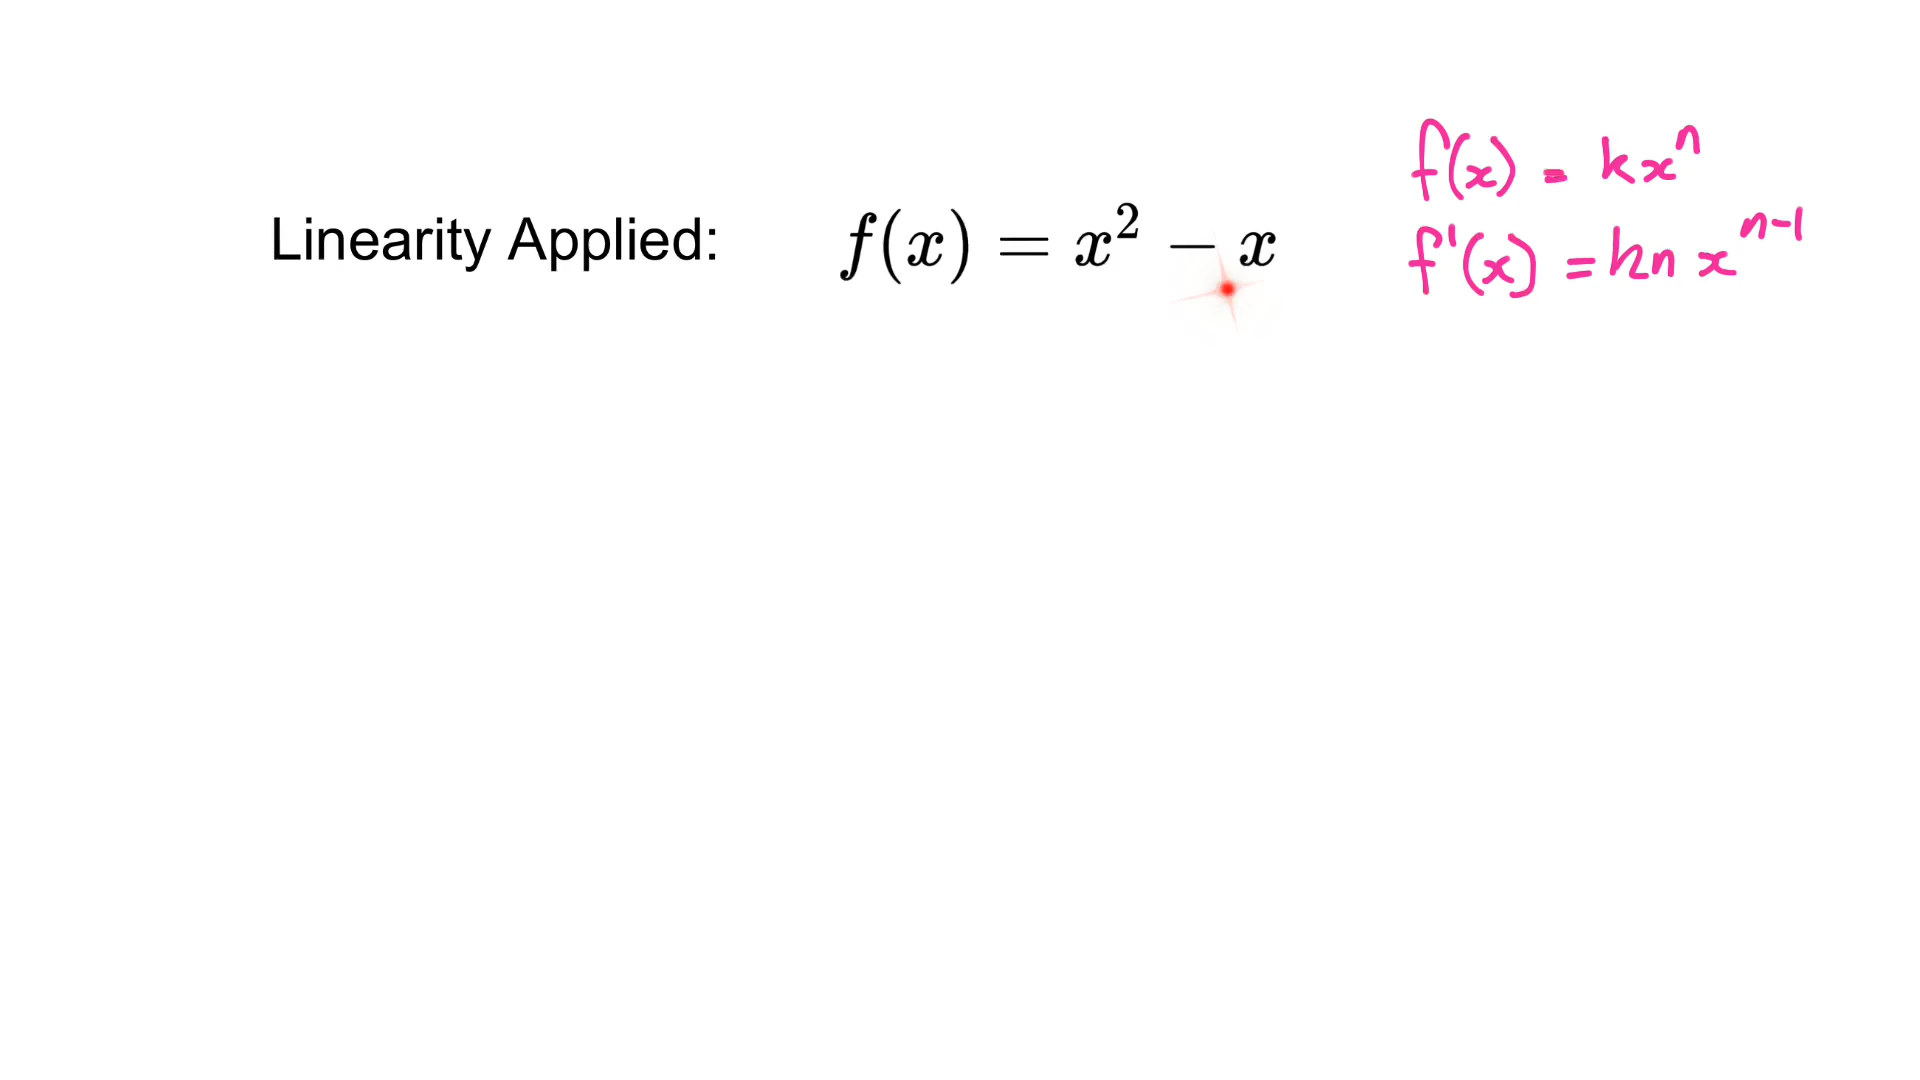 Linearity Applied: f(x) = x² − x
f(x) = kxⁿ
f'(x) = knxⁿ⁻¹